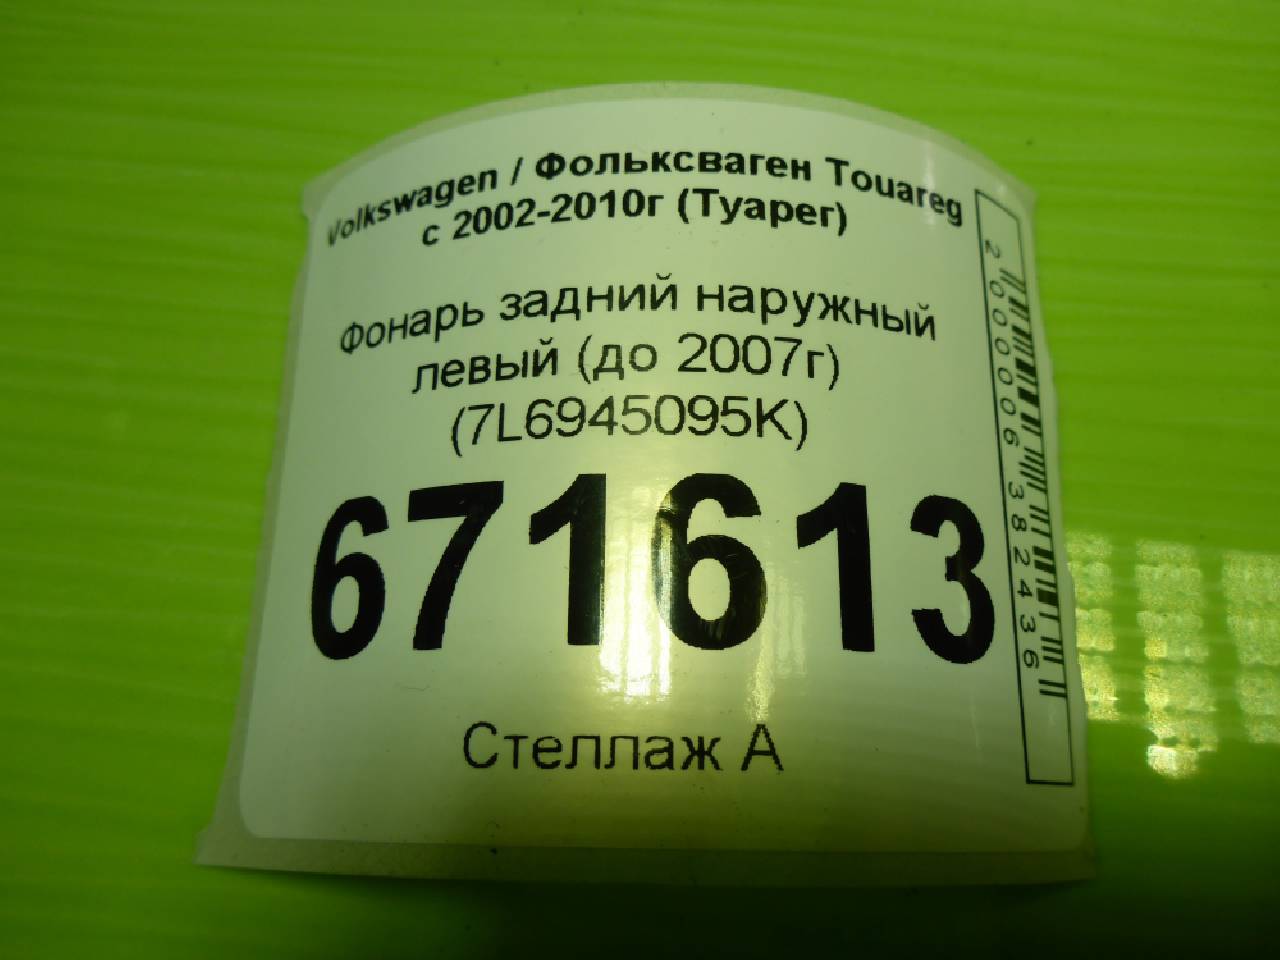 Volkswagen / Фольксваген Touareg
с 2002-2010г (Туарег)
Фонарь задний наружный
левый (до 2007г)
(7L6945095K)
671613
Стеллаж А
2000006382436